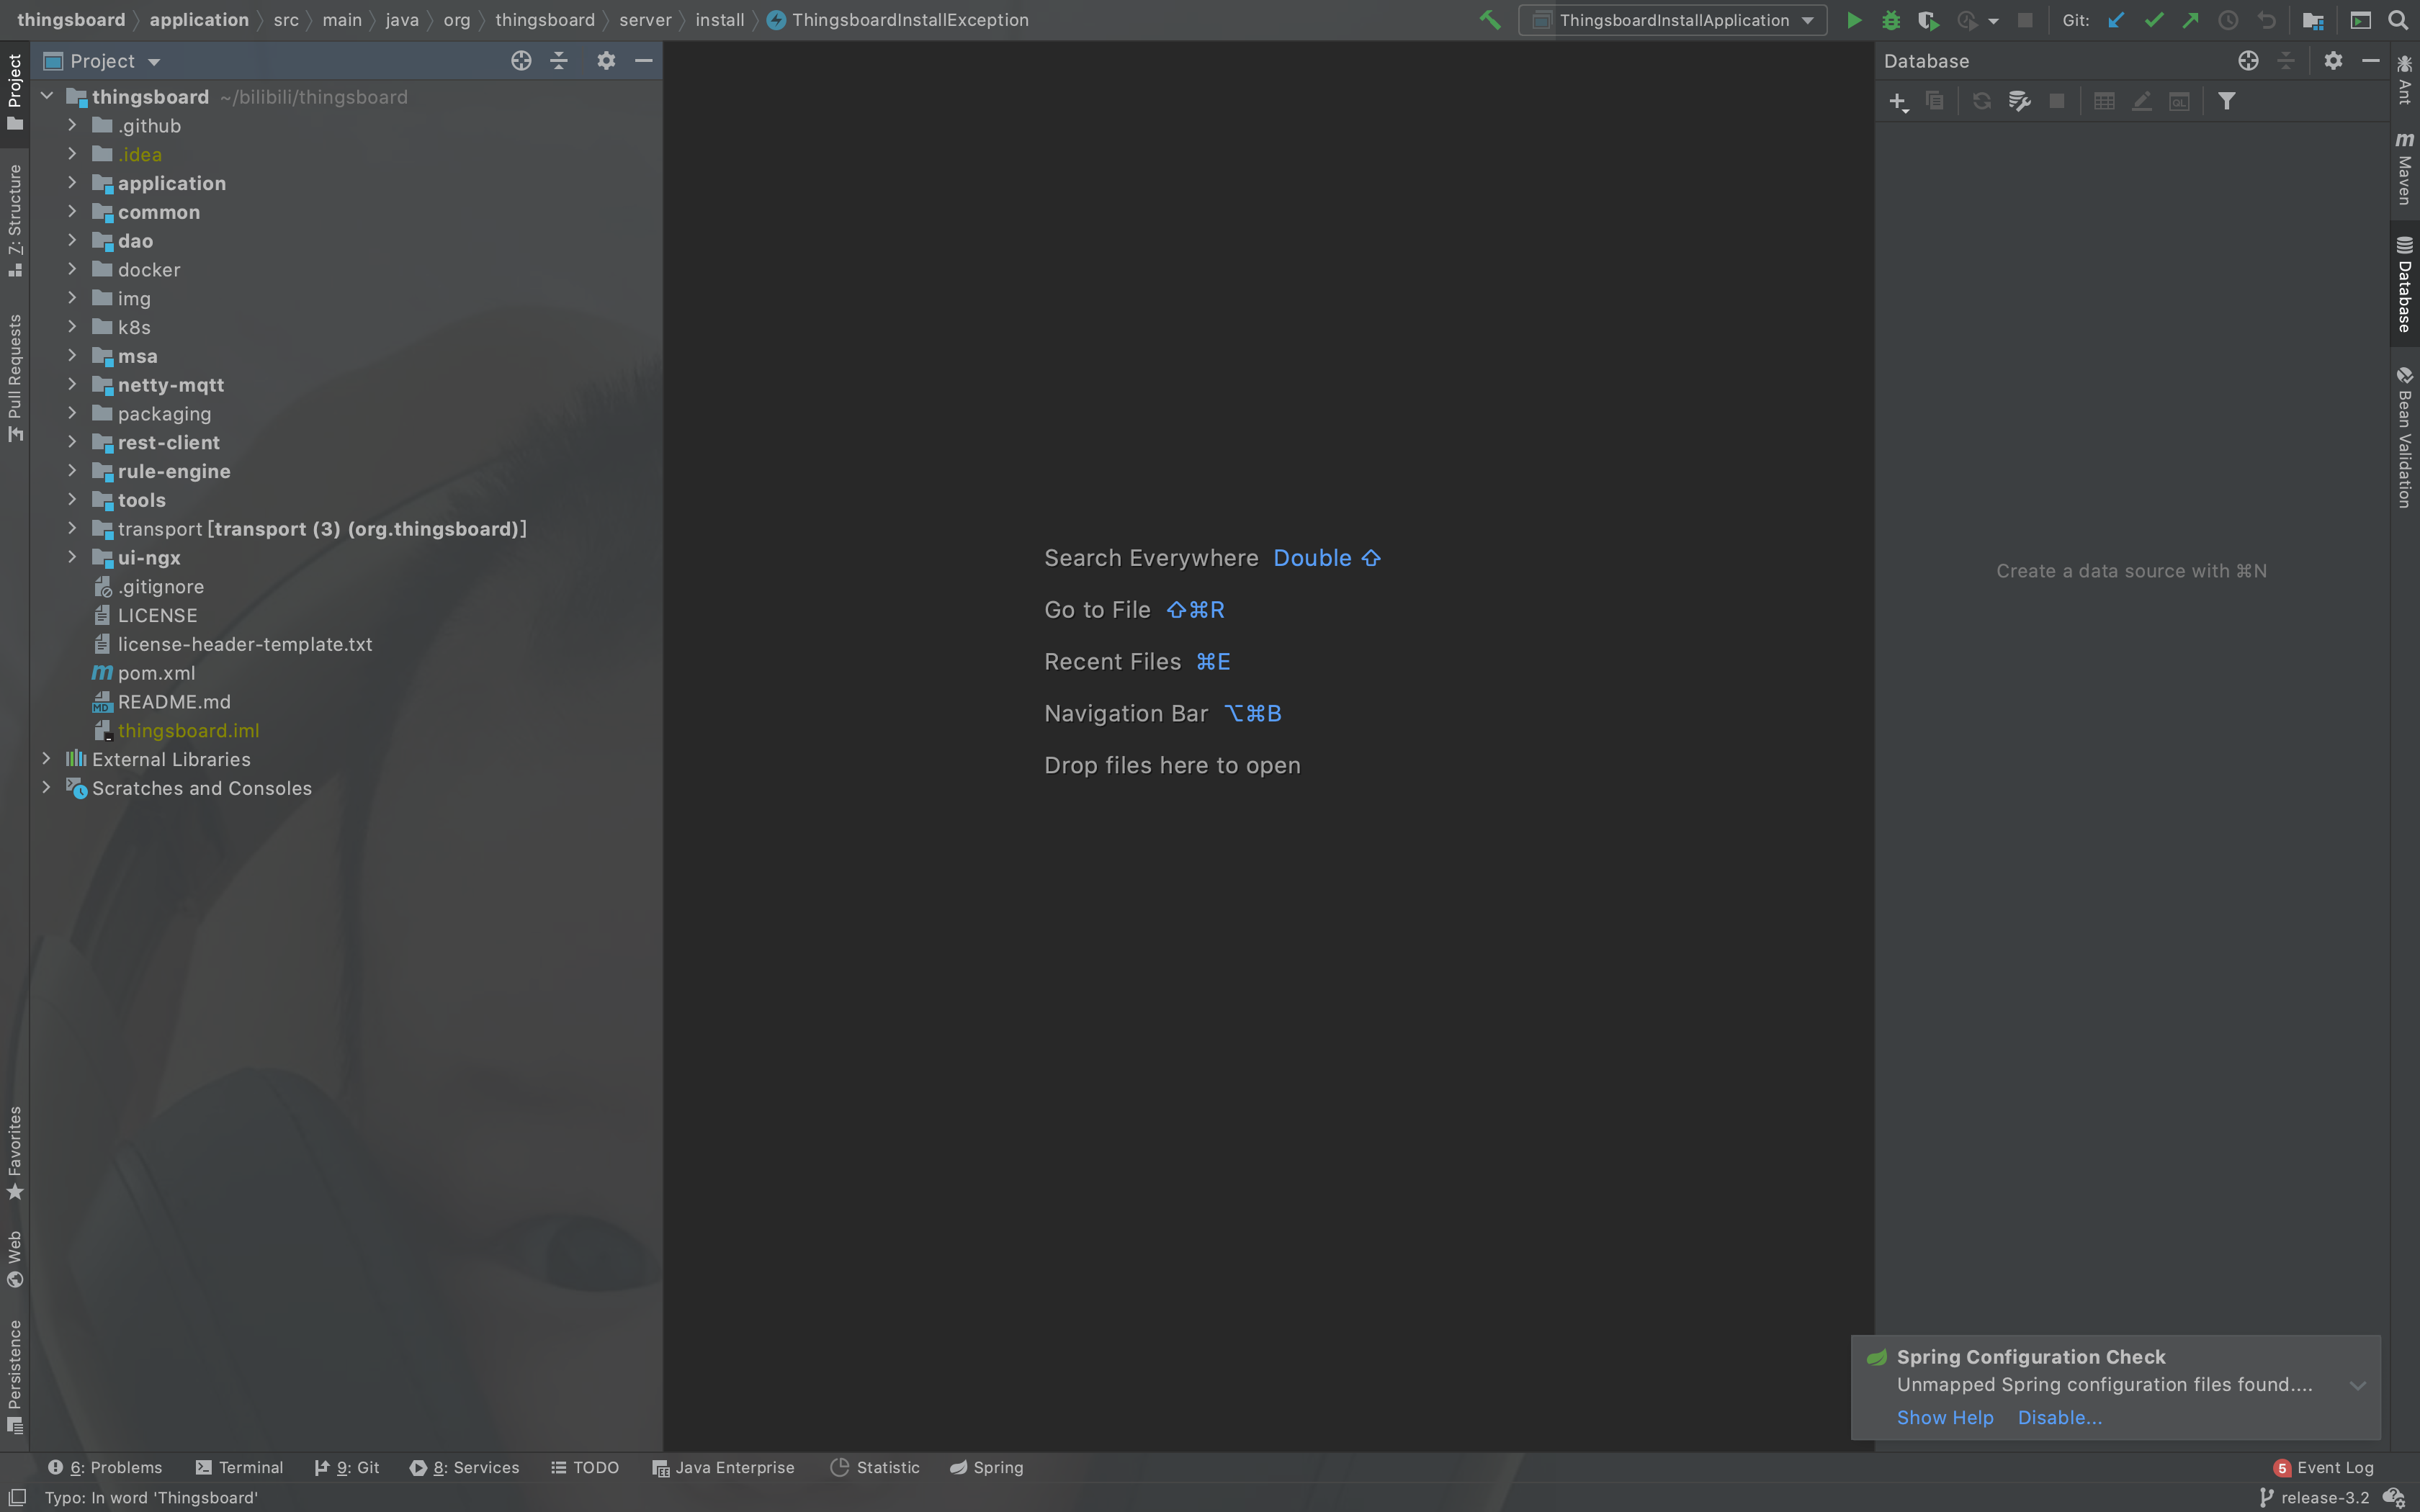 thingsboard application src main java org thingsboard server install ThingsboardInstallException
ThingsboardInstallApplication
Git:
Project
Project
Z: Structure
Pull Requests
Favorites
Web
Persistence
thingsboard ~/bilibili/thingsboard
.github
.idea
application
common
dao
docker
img
k8s
msa
netty-mqtt
packaging
rest-client
rule-engine
tools
transport [transport (3) (org.thingsboard)]
ui-ngx
.gitignore
LICENSE
license-header-template.txt
m pom.xml
MD README.md
thingsboard.iml
External Libraries
Scratches and Consoles
Search Everywhere Double ⇧
Go to File ⇧⌘R
Recent Files ⌘E
Navigation Bar ⌥⌘B
Drop files here to open
Database
QL
Create a data source with ⌘N
Ant
m Maven
Database
Bean Validation
Spring Configuration Check
Unmapped Spring configuration files found....
Show Help Disable...
6: Problems Terminal 9: Git 8: Services TODO Java Enterprise Statistic Spring
5 Event Log
Typo: In word 'Thingsboard'
release-3.2